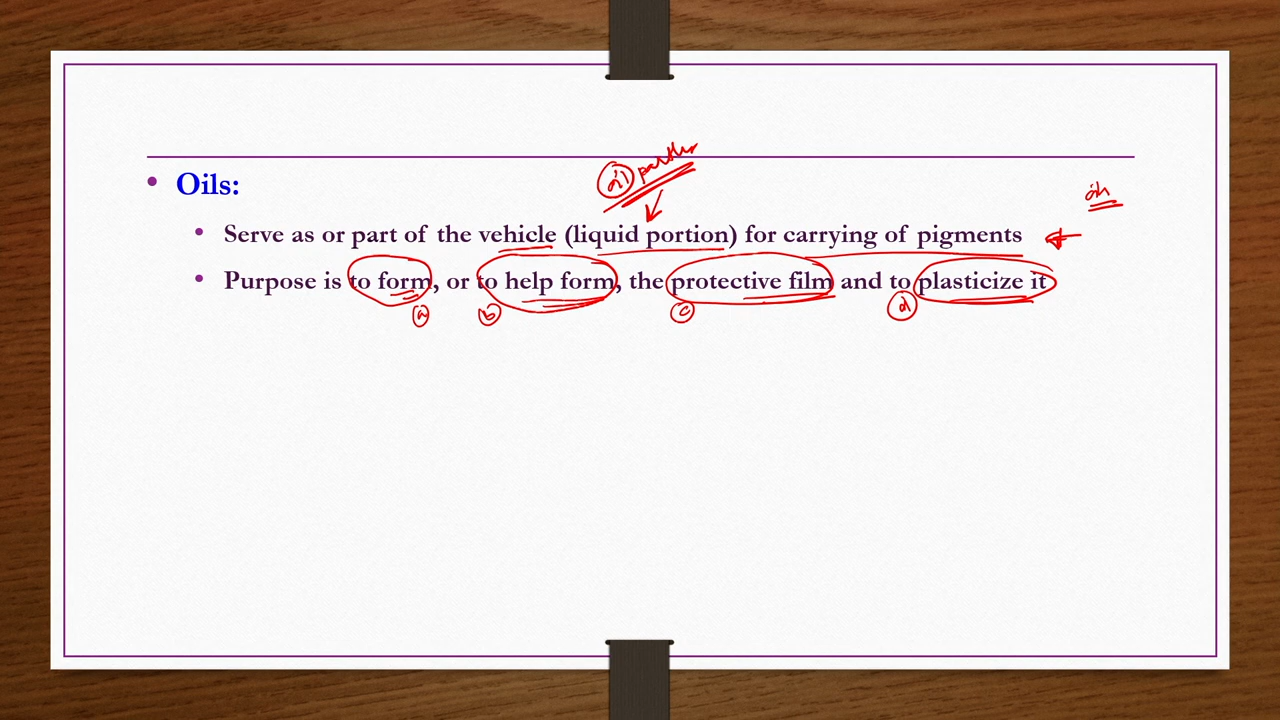 • Oils:
• Serve as or part of the vehicle (liquid portion) for carrying of pigments
• Purpose is to form, or to help form, the protective film and to plasticize it
a b c d